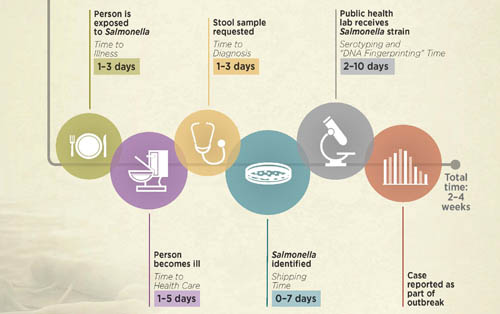 Person is
exposed
to Salmonella
Time to
Illness
1–3 days
Stool sample
requested
Time to
Diagnosis
1–3 days
Public health
lab receives
Salmonella strain
Serotyping and
“DNA Fingerprinting” Time
2–10 days
Total
time:
2–4
weeks
Person
becomes ill
Time to
Health Care
1–5 days
Salmonella
identified
Shipping
Time
0–7 days
Case
reported as
part of
outbreak